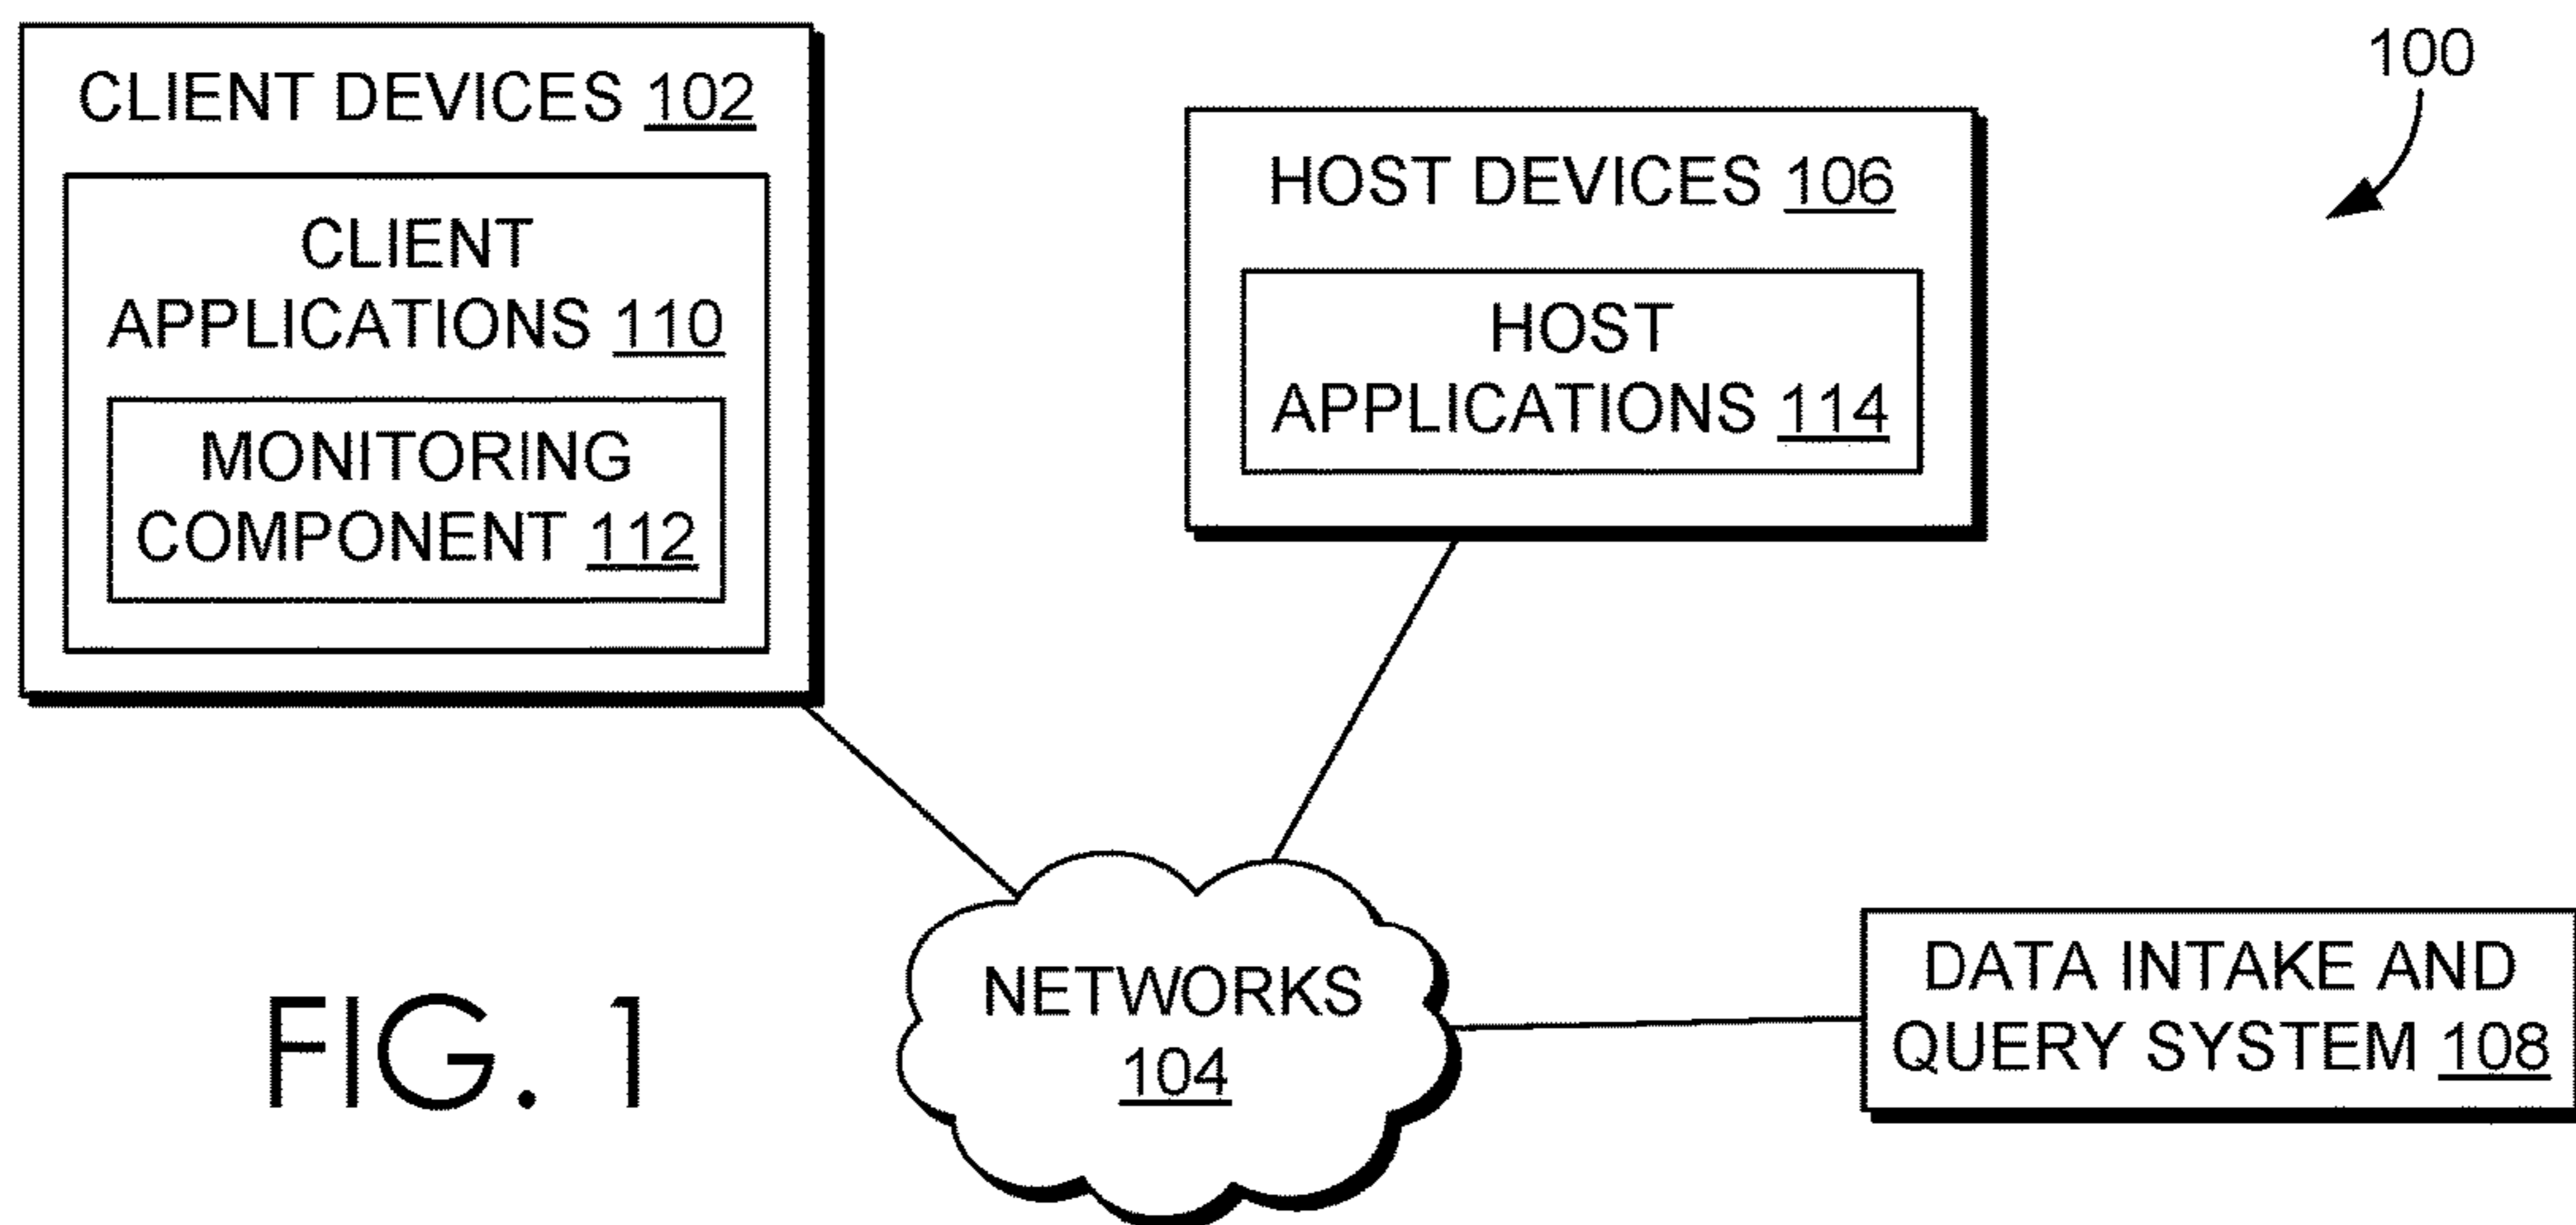 100
CLIENT DEVICES 102
CLIENT
APPLICATIONS 110
MONITORING
COMPONENT 112
HOST DEVICES 106
HOST
APPLICATIONS 114
NETWORKS
104
DATA INTAKE AND
QUERY SYSTEM 108
FIG. 1